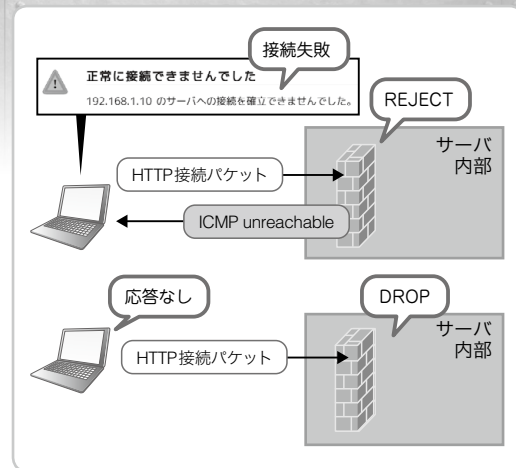 接続失敗
正常に接続できませんでした
192.168.1.10 のサーバへの接続を確立できませんでした。
REJECT
サーバ
内部
HTTP接続パケット
ICMP unreachable
応答なし
DROP
サーバ
内部
HTTP接続パケット